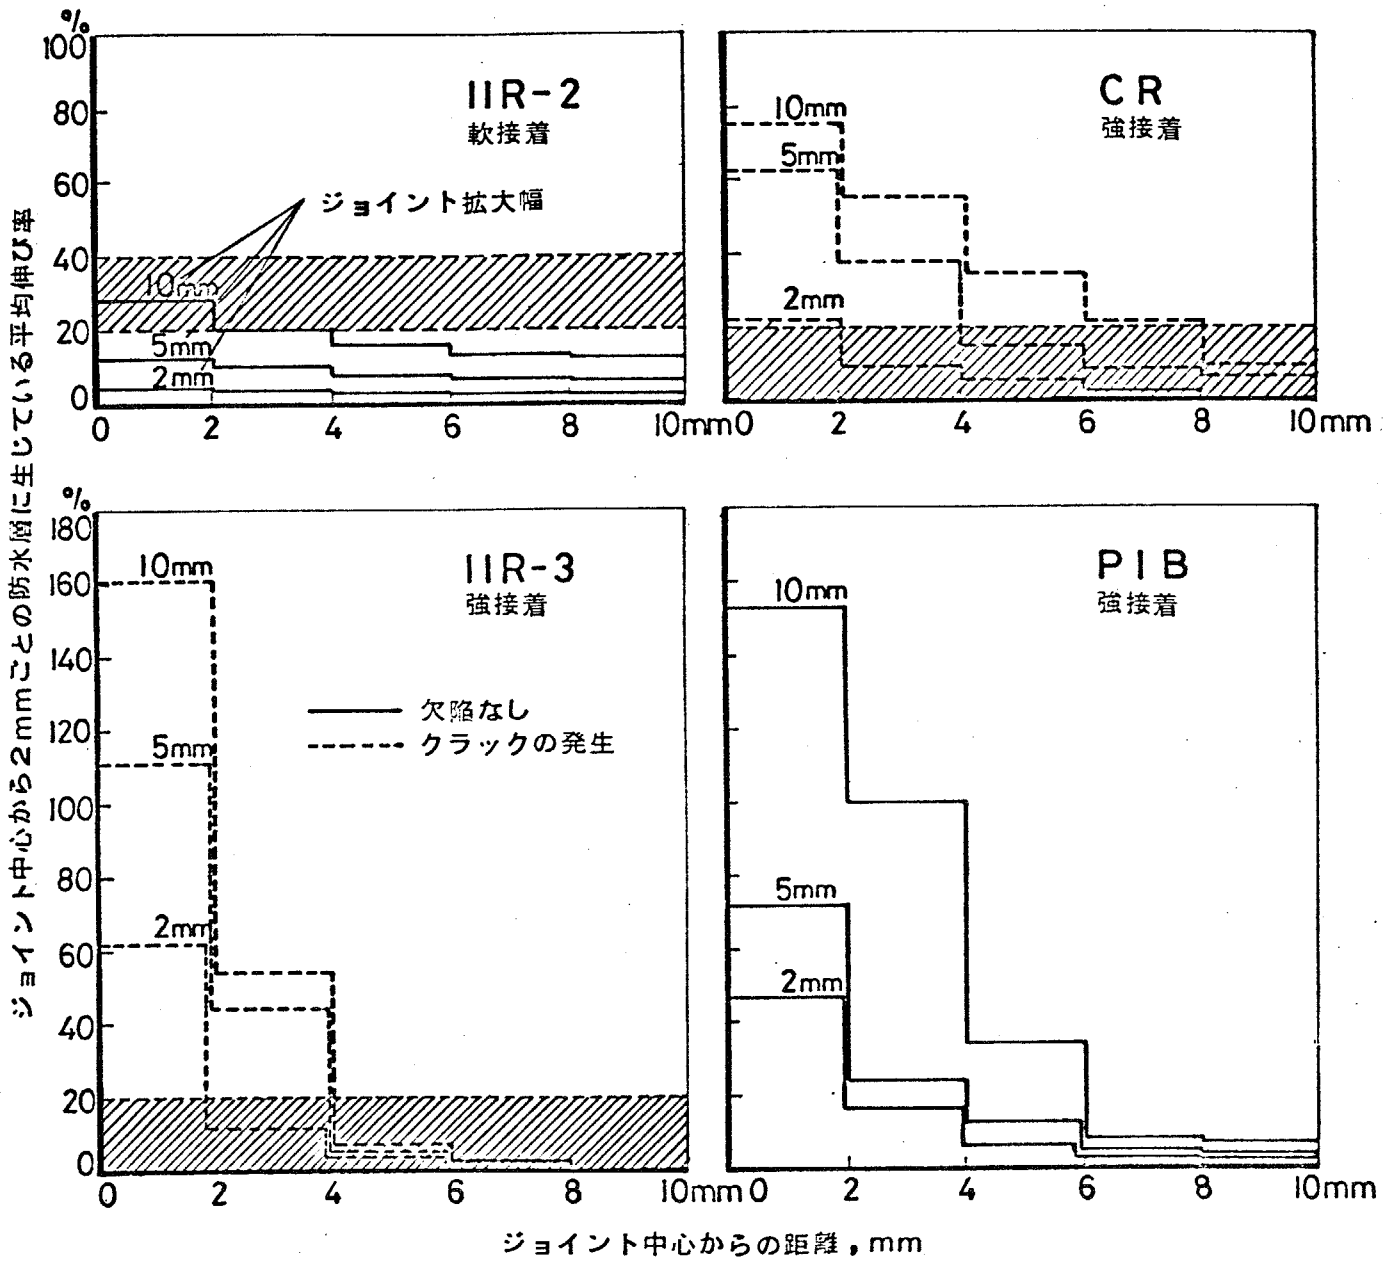 ジョイント中心から2mmごとの防水層に生じている平均伸び率
%
100
80
60
40
20
0
IIR-2
軟接着
ジョイント拡大幅
10mm
5mm
2mm
0 2 4 6 8 10mm
CR
強接着
10mm
5mm
2mm
0 2 4 6 8 10mm
%
180
160
140
120
100
80
60
40
20
0
IIR-3
強接着
10mm
5mm
2mm
欠陥なし
クラックの発生
0 2 4 6 8 10mm
PIB
強接着
10mm
5mm
2mm
0 2 4 6 8 10mm
ジョイント中心からの距離,mm